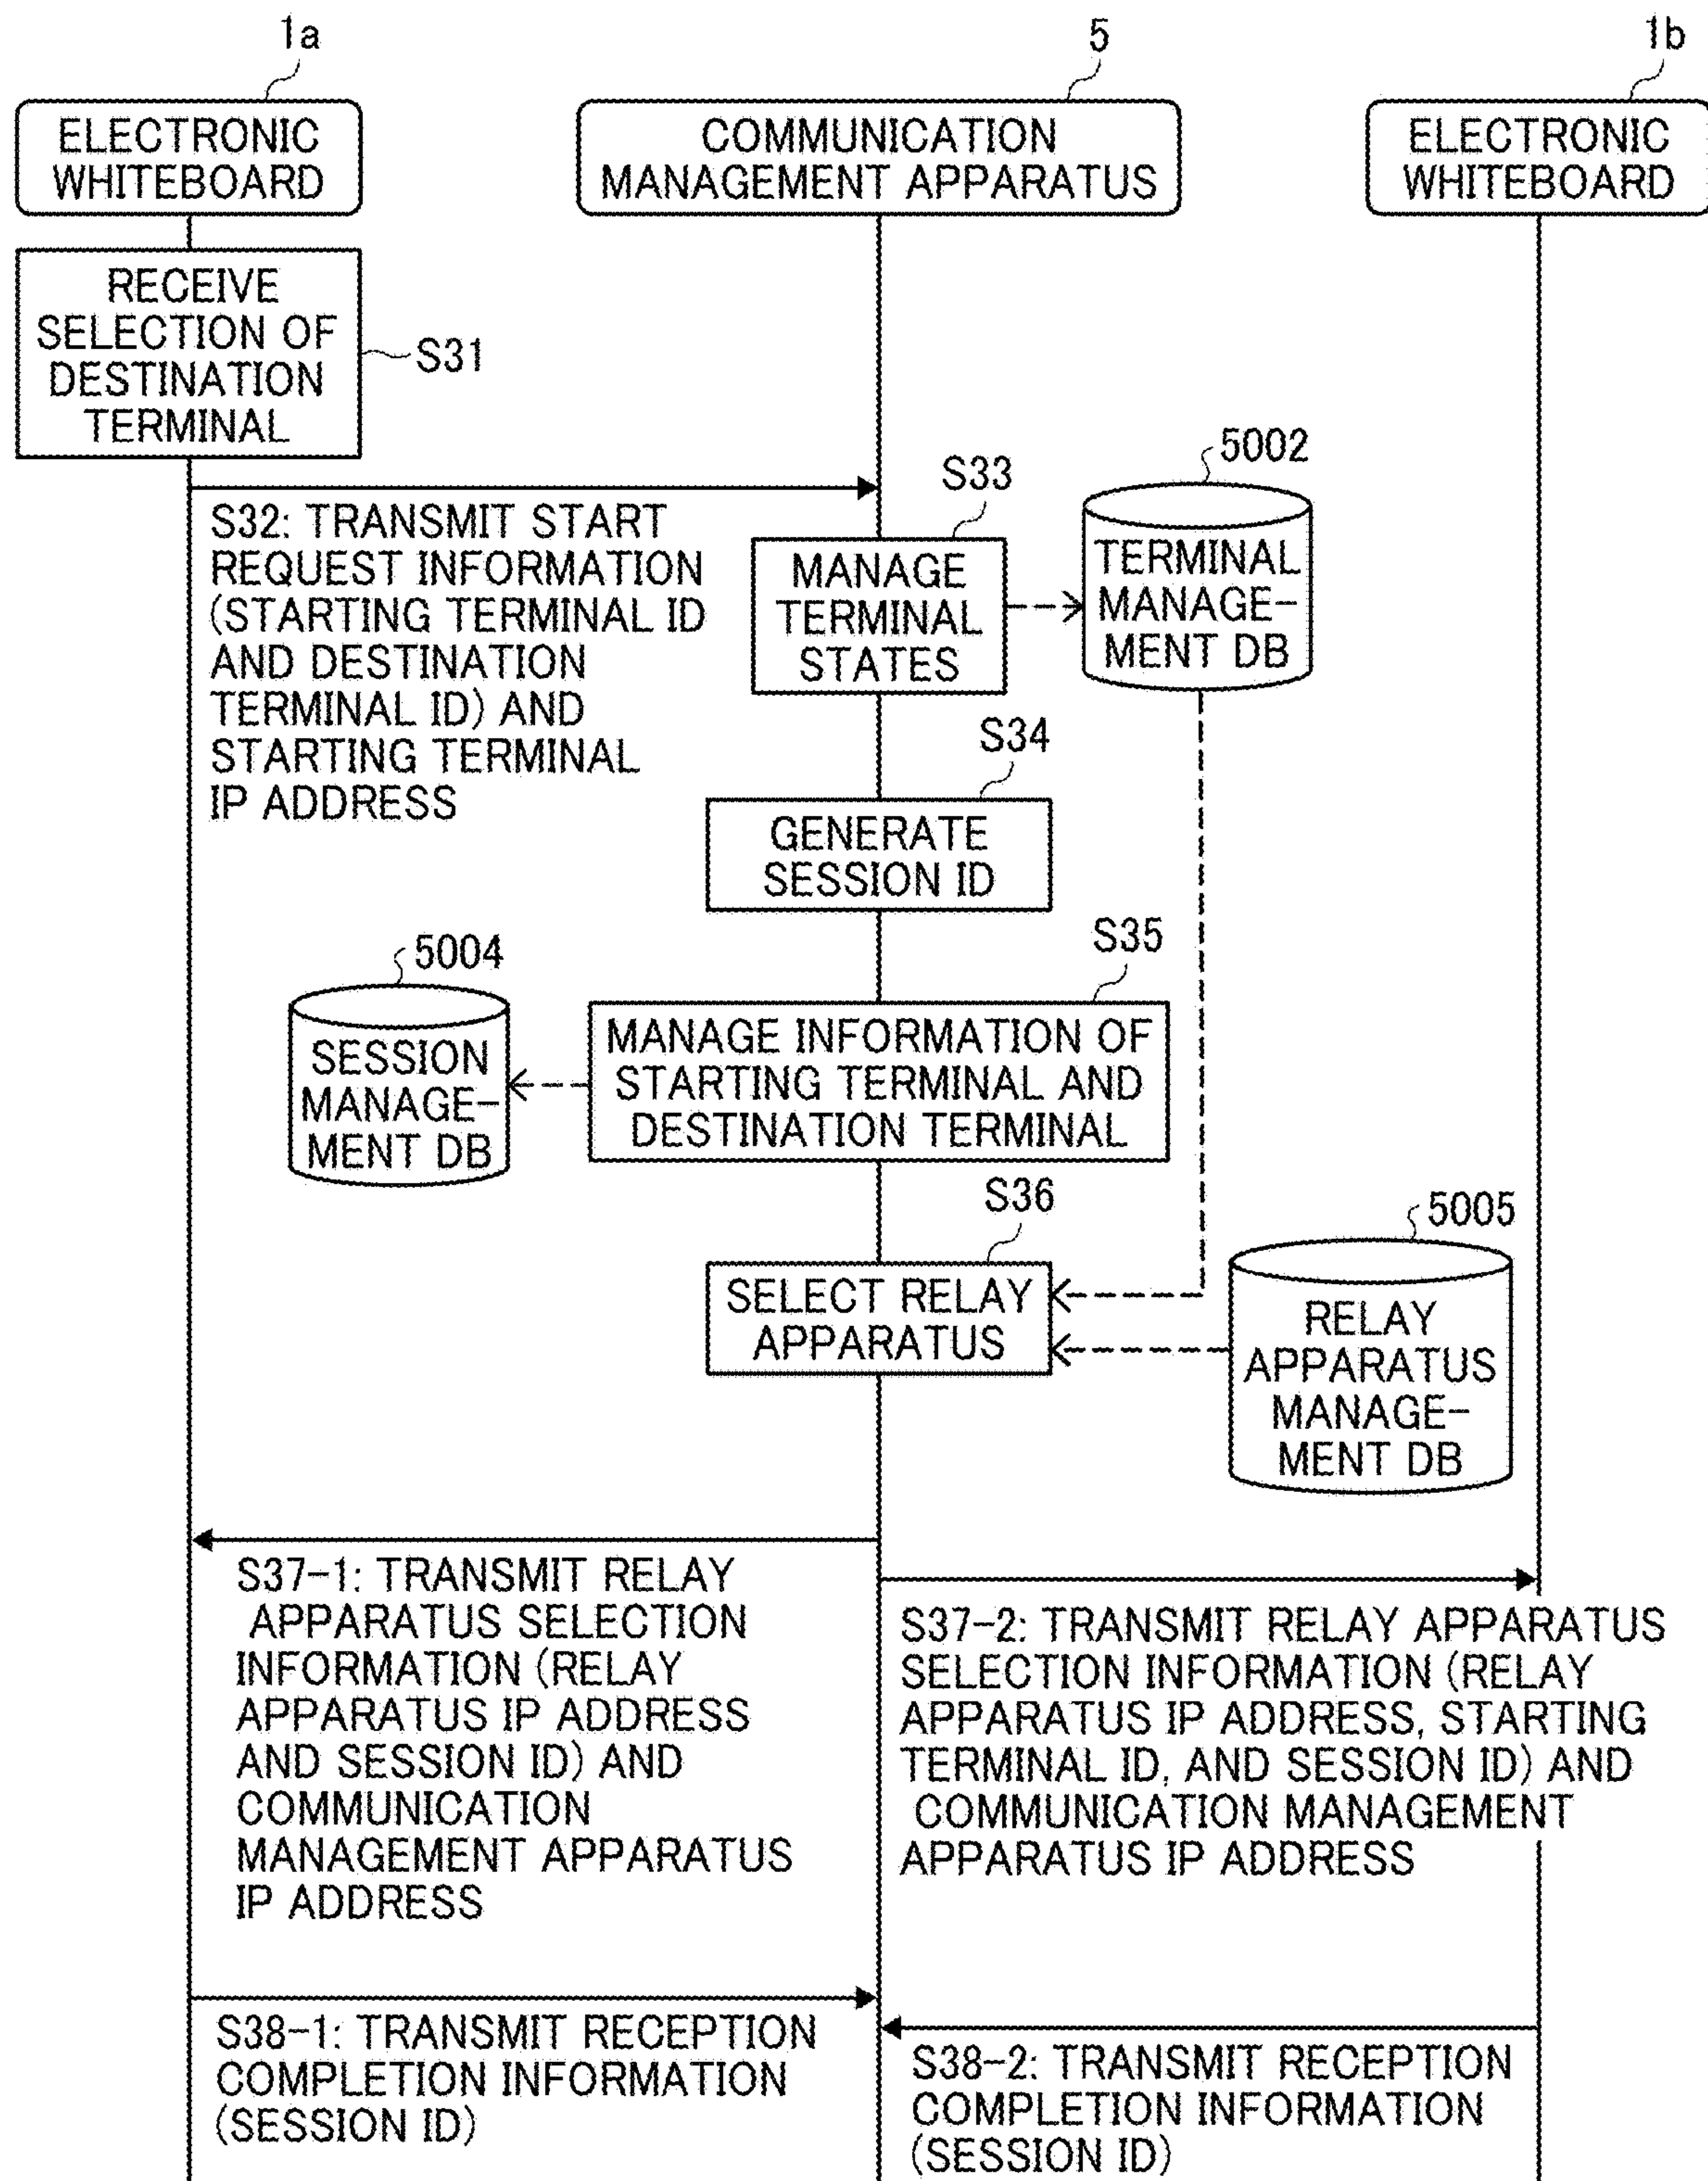 1a
5
1b
ELECTRONIC
WHITEBOARD
COMMUNICATION
MANAGEMENT APPARATUS
ELECTRONIC
WHITEBOARD
RECEIVE
SELECTION OF
DESTINATION
TERMINAL
S31
S32: TRANSMIT START
REQUEST INFORMATION
(STARTING TERMINAL ID
AND DESTINATION
TERMINAL ID) AND
STARTING TERMINAL
IP ADDRESS
S33
MANAGE
TERMINAL
STATES
5002
TERMINAL
MANAGE-
MENT DB
S34
GENERATE
SESSION ID
S35
MANAGE INFORMATION OF
STARTING TERMINAL AND
DESTINATION TERMINAL
5004
SESSION
MANAGE-
MENT DB
S36
SELECT RELAY
APPARATUS
5005
RELAY
APPARATUS
MANAGE-
MENT DB
S37-1: TRANSMIT RELAY
APPARATUS SELECTION
INFORMATION (RELAY
APPARATUS IP ADDRESS
AND SESSION ID) AND
COMMUNICATION
MANAGEMENT APPARATUS
IP ADDRESS
S37-2: TRANSMIT RELAY APPARATUS
SELECTION INFORMATION (RELAY
APPARATUS IP ADDRESS, STARTING
TERMINAL ID, AND SESSION ID) AND
COMMUNICATION MANAGEMENT
APPARATUS IP ADDRESS
S38-1: TRANSMIT RECEPTION
COMPLETION INFORMATION
(SESSION ID)
S38-2: TRANSMIT RECEPTION
COMPLETION INFORMATION
(SESSION ID)